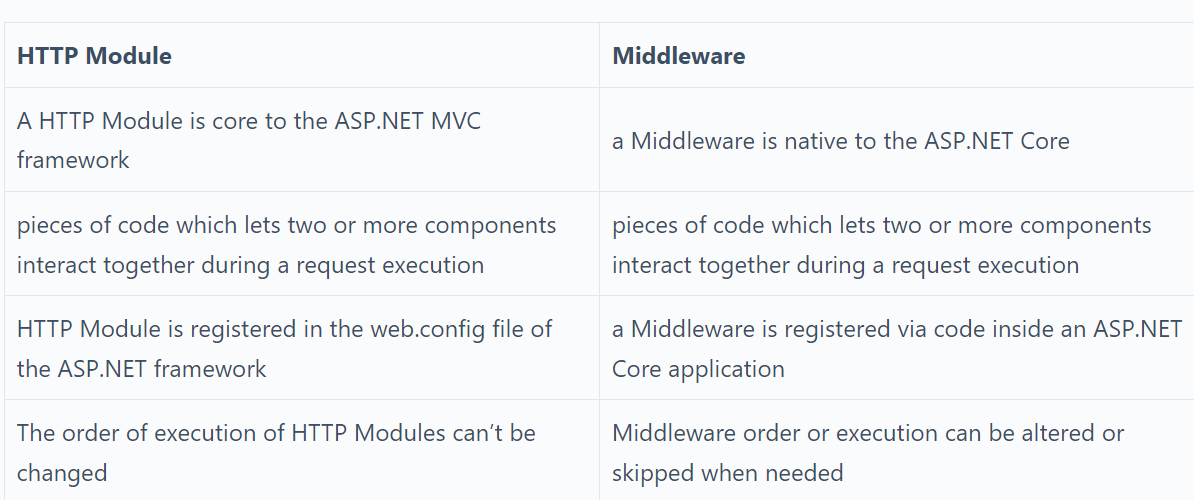 HTTP Module
Middleware
A HTTP Module is core to the ASP.NET MVC
framework
a Middleware is native to the ASP.NET Core
pieces of code which lets two or more components
interact together during a request execution
pieces of code which lets two or more components
interact together during a request execution
HTTP Module is registered in the web.config file of
the ASP.NET framework
a Middleware is registered via code inside an ASP.NET
Core application
The order of execution of HTTP Modules can’t be
changed
Middleware order or execution can be altered or
skipped when needed